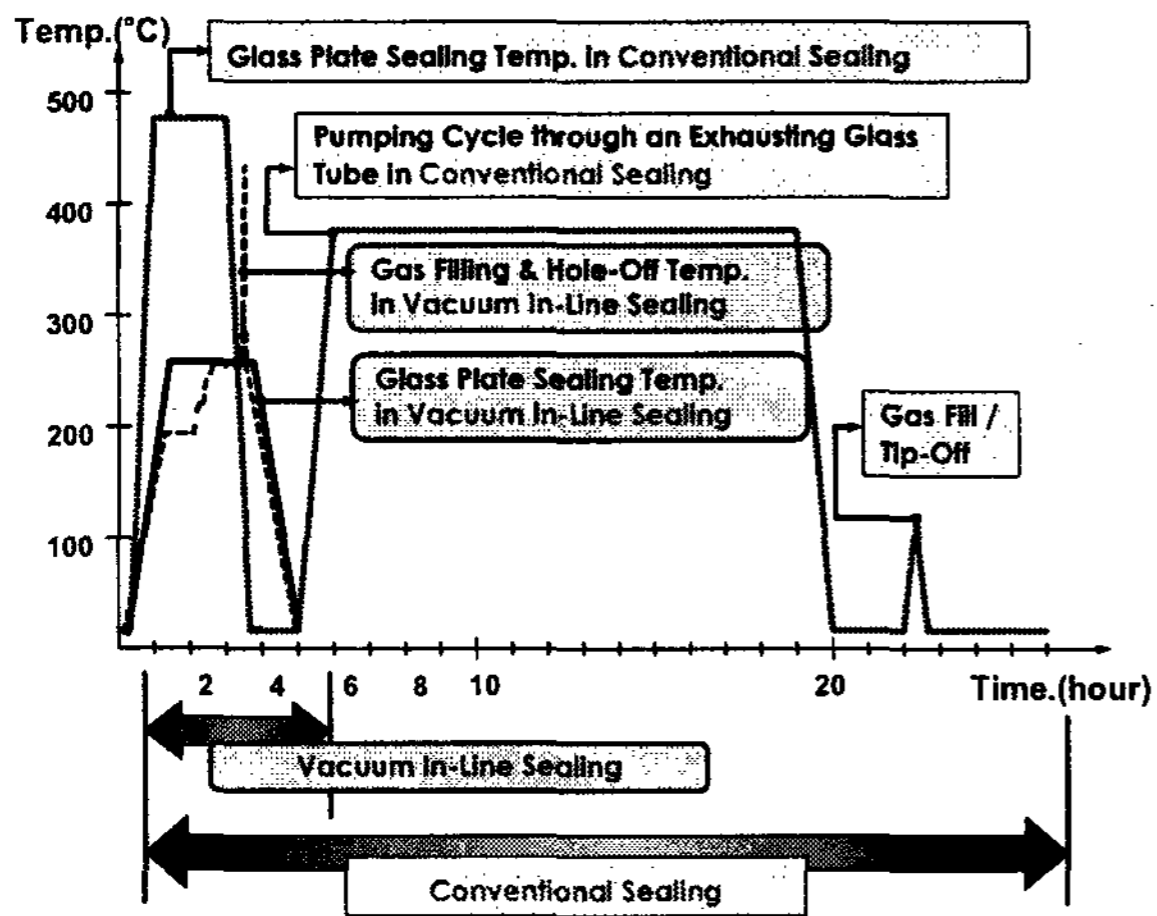 Temp.(°C)
Glass Plate Sealing Temp. in Conventional Sealing
500
Pumping Cycle through an Exhausting Glass
Tube in Conventional Sealing
400
Gas Filling & Hole-Off Temp.
in Vacuum In-Line Sealing
300
Glass Plate Sealing Temp.
in Vacuum In-Line Sealing
Gas Fill /
Tip-Off
200
100
2 4 6 8 10 20 Time.(hour)
Vacuum In-Line Sealing
Conventional Sealing